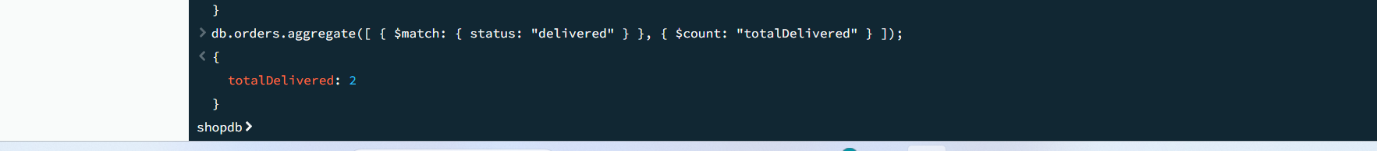 }
> db.orders.aggregate([ { $match: { status: "delivered" } }, { $count: "totalDelivered" } ]);
< {
totalDelivered: 2
}
shopdb>